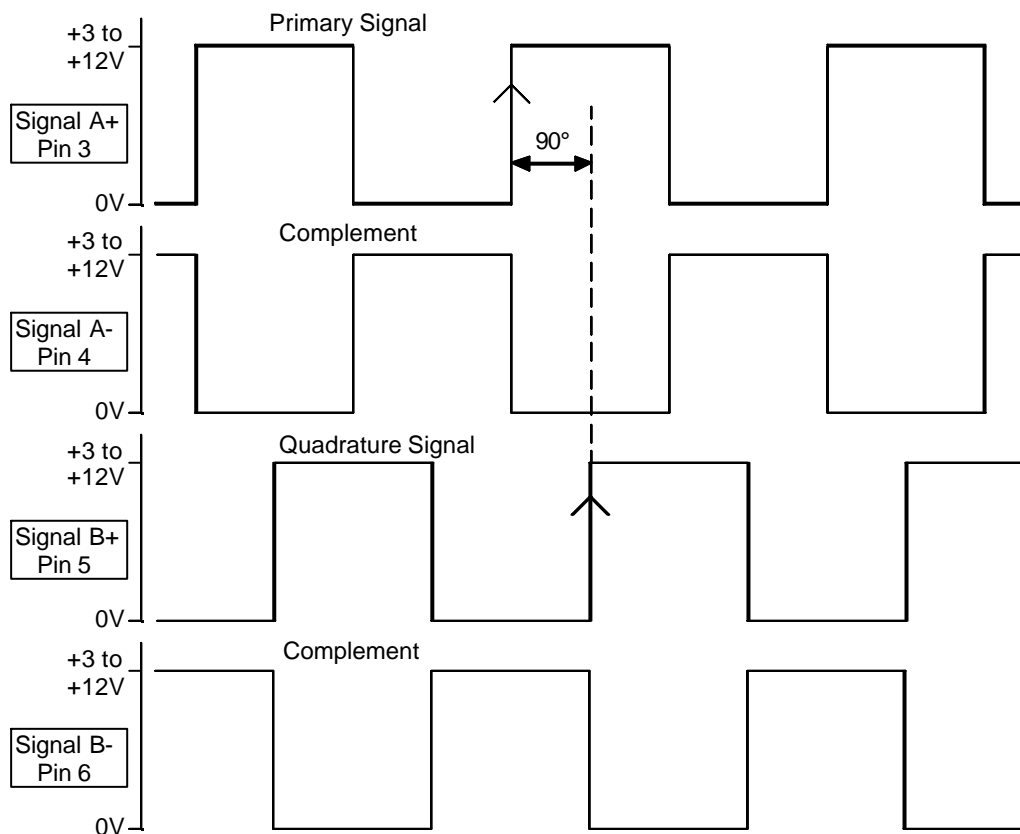 Primary Signal
+3 to
+12V
Signal A+
Pin 3
90°
0V
Complement
+3 to
+12V
Signal A-
Pin 4
0V
Quadrature Signal
+3 to
+12V
Signal B+
Pin 5
0V
Complement
+3 to
+12V
Signal B-
Pin 6
0V